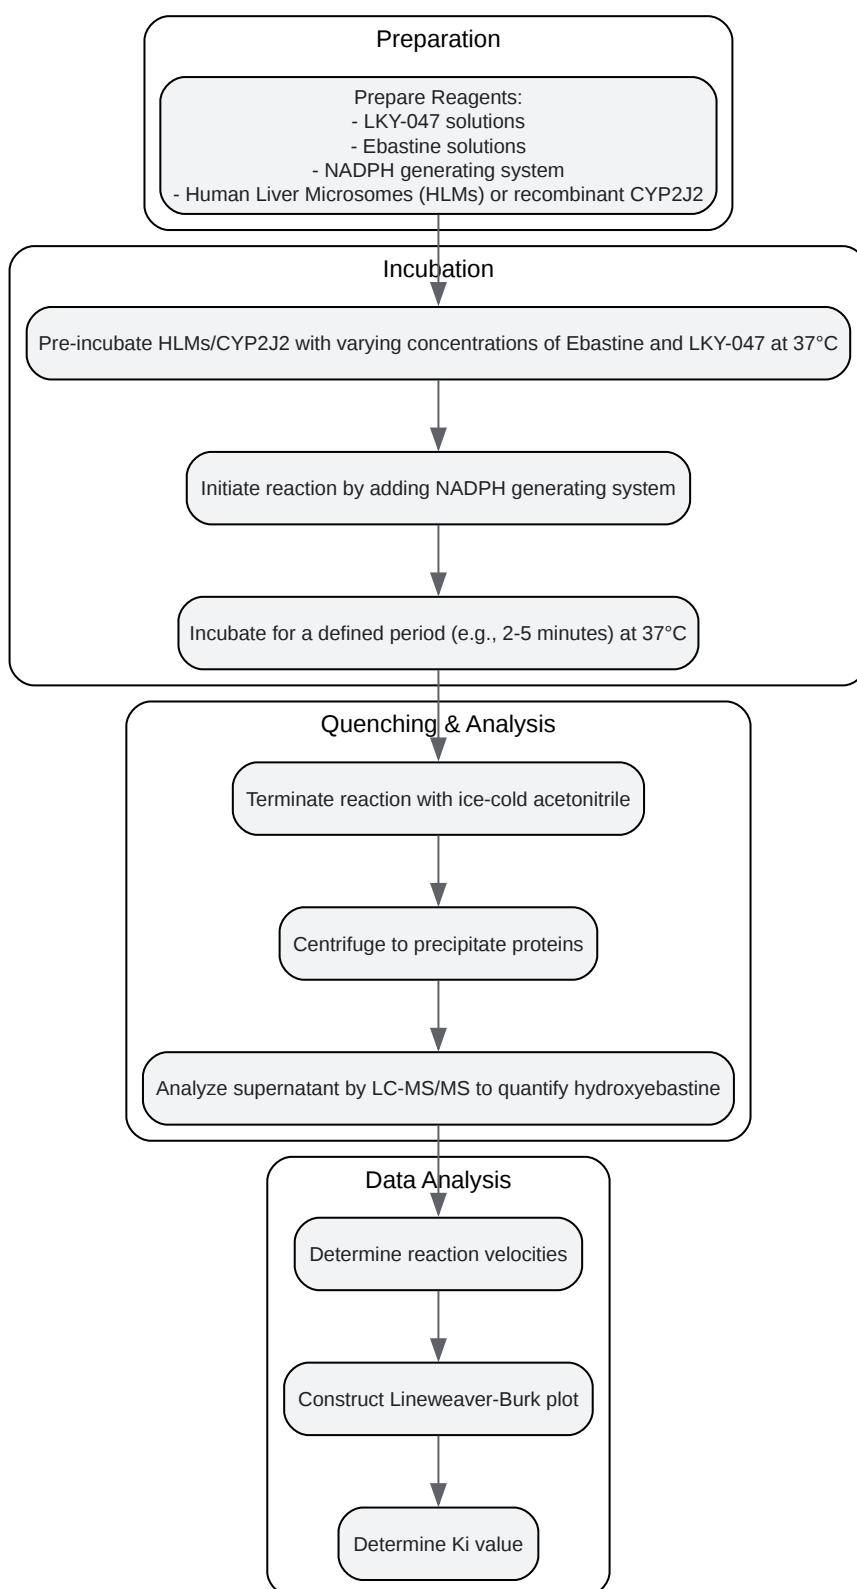 Preparation
Prepare Reagents:
- LKY-047 solutions
- Ebastine solutions
- NADPH generating system
- Human Liver Microsomes (HLMs) or recombinant CYP2J2
Incubation
Pre-incubate HLMs/CYP2J2 with varying concentrations of Ebastine and LKY-047 at 37°C
Initiate reaction by adding NADPH generating system
Incubate for a defined period (e.g., 2-5 minutes) at 37°C
Quenching & Analysis
Terminate reaction with ice-cold acetonitrile
Centrifuge to precipitate proteins
Analyze supernatant by LC-MS/MS to quantify hydroxyebastine
Data Analysis
Determine reaction velocities
Construct Lineweaver-Burk plot
Determine Ki value